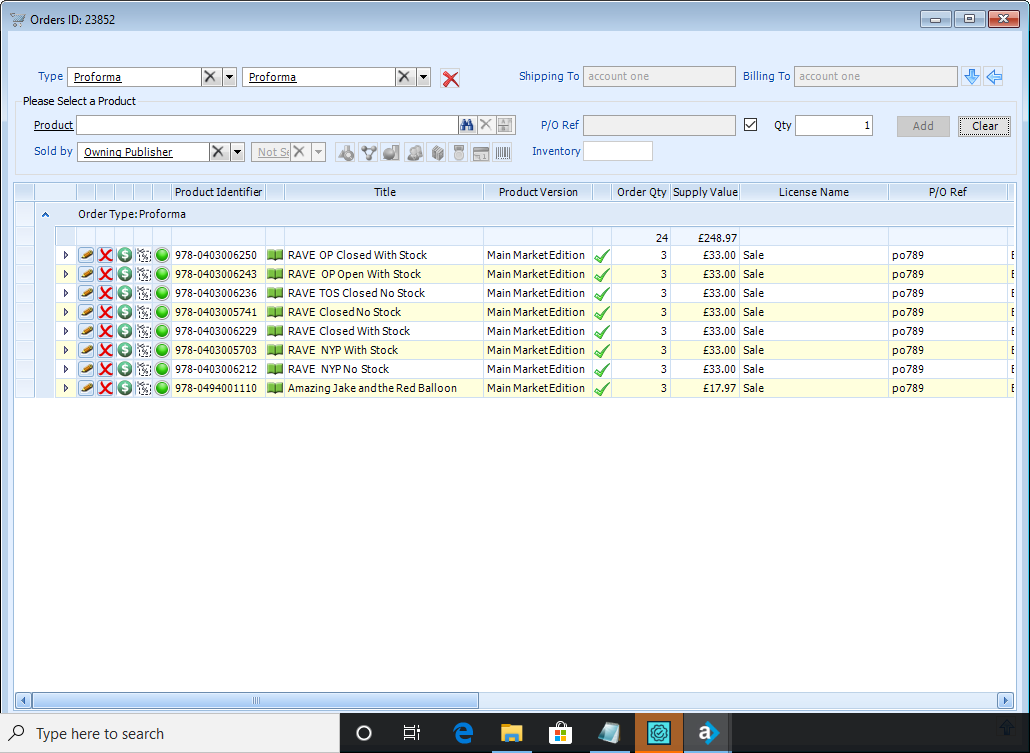 Orders ID: 23852
Type Proforma Proforma Shipping To account one Billing To account one
Please Select a Product
Product P/O Ref Qty 1 Add Clear
Sold by Owning Publisher Not Se Inventory
Product Identifier Title Product Version Order Qty Supply Value License Name P/O Ref
Order Type:Proforma
24 £248.97
978-0403006250 RAVE OP Closed With Stock Main Market Edition 3 £33.00 Sale po789
978-0403006243 RAVE OP Open With Stock Main Market Edition 3 £33.00 Sale po789
978-0403006236 RAVE TOS Closed No Stock Main Market Edition 3 £33.00 Sale po789
978-0403005741 RAVE Closed No Stock Main Market Edition 3 £33.00 Sale po789
978-0403006229 RAVE Closed With Stock Main Market Edition 3 £33.00 Sale po789
978-0403005703 RAVE NYP With Stock Main Market Edition 3 £33.00 Sale po789
978-0403006212 RAVE NYP No Stock Main Market Edition 3 £33.00 Sale po789
978-0494001110 Amazing Jake and the Red Balloon Main Market Edition 3 £17.97 Sale po789
Type here to search